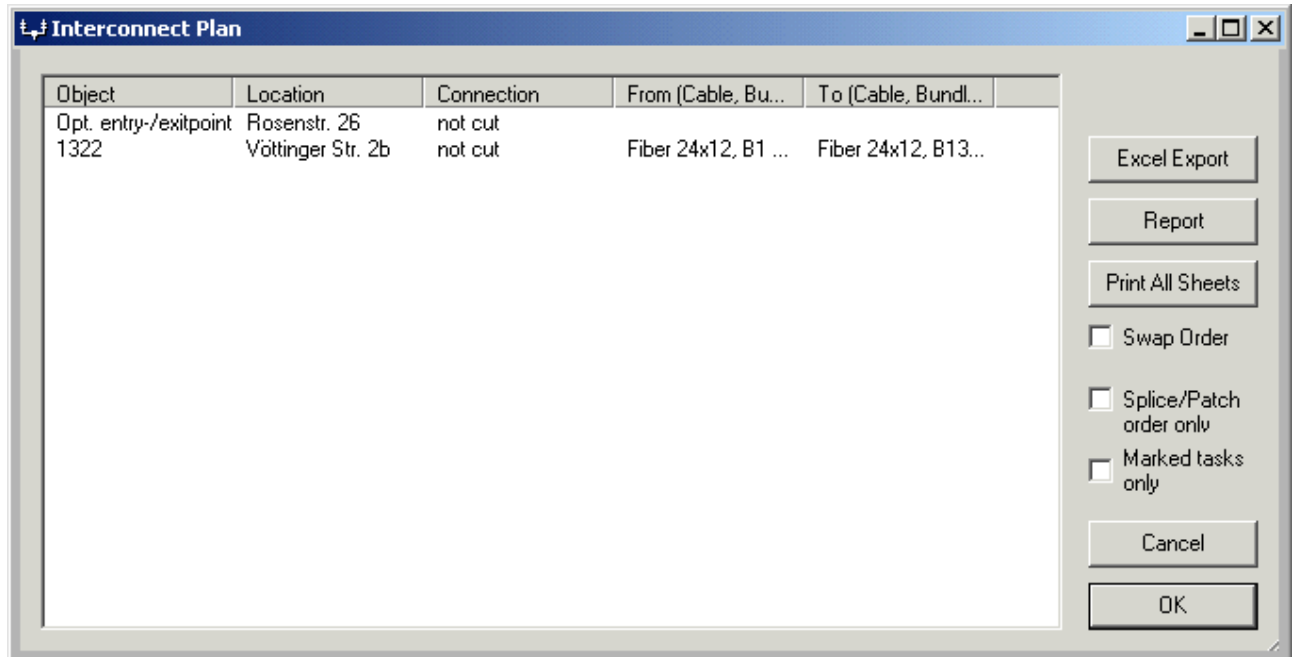 Interconnect Plan
Object Location Connection From (Cable, Bu... To (Cable, Bundl...
Opt. entry-/exitpoint Rosenstr. 26 not cut
1322 Vöttinger Str. 2b not cut Fiber 24x12, B1 ... Fiber 24x12, B13...
Excel Export
Report
Print All Sheets
Swap Order
Splice/Patch
order only
Marked tasks
only
Cancel
OK